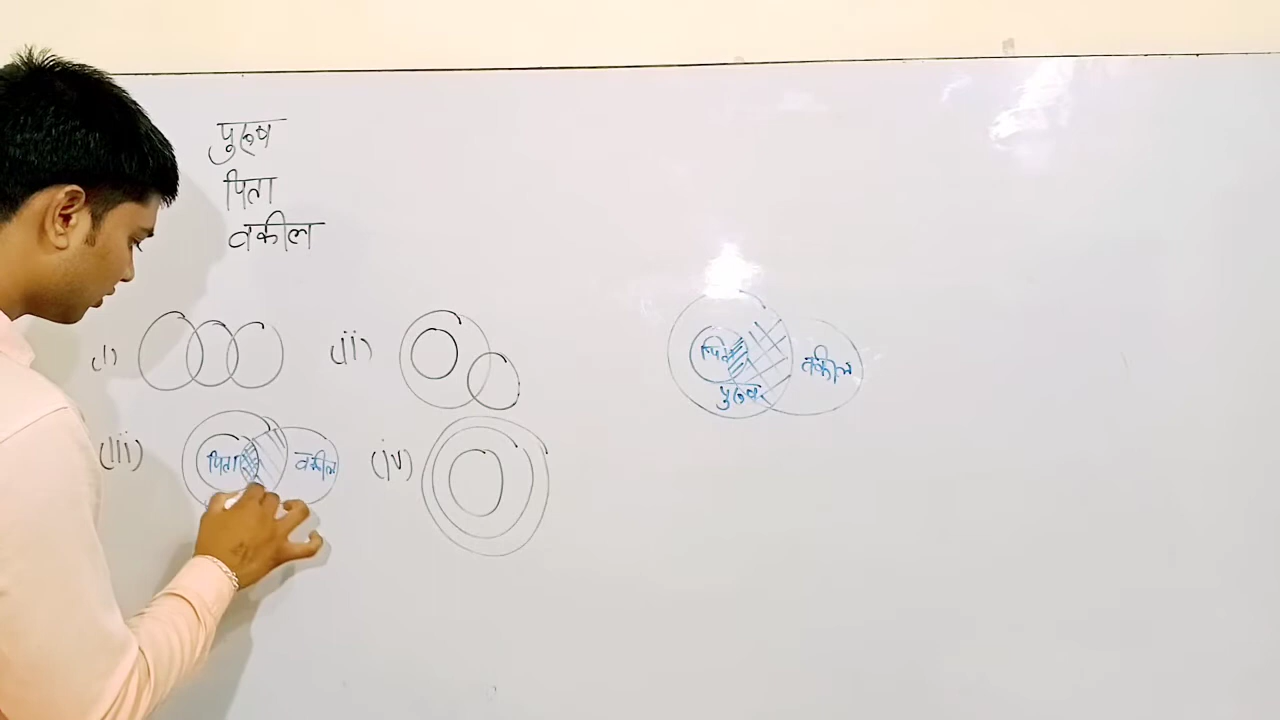 पुरूष
पिता
वकील
(i) (ii)
(iii) पिता वकील (iv)
पिता वकील
पुरूष